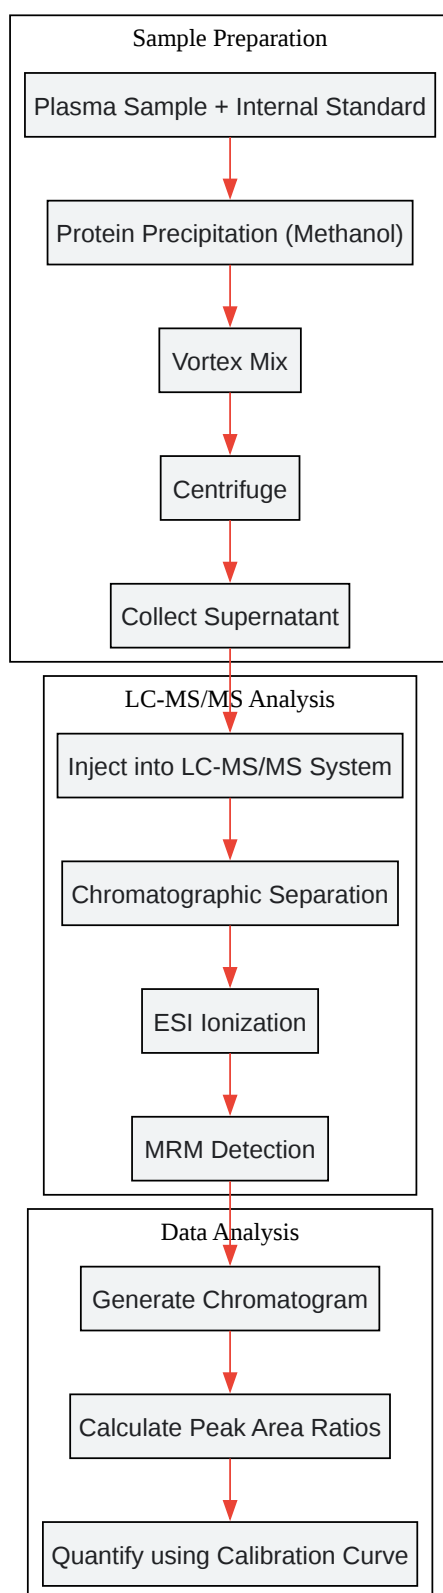 Sample Preparation
Plasma Sample + Internal Standard
Protein Precipitation (Methanol)
Vortex Mix
Centrifuge
Collect Supernatant
LC-MS/MS Analysis
Inject into LC-MS/MS System
Chromatographic Separation
ESI Ionization
MRM Detection
Data Analysis
Generate Chromatogram
Calculate Peak Area Ratios
Quantify using Calibration Curve